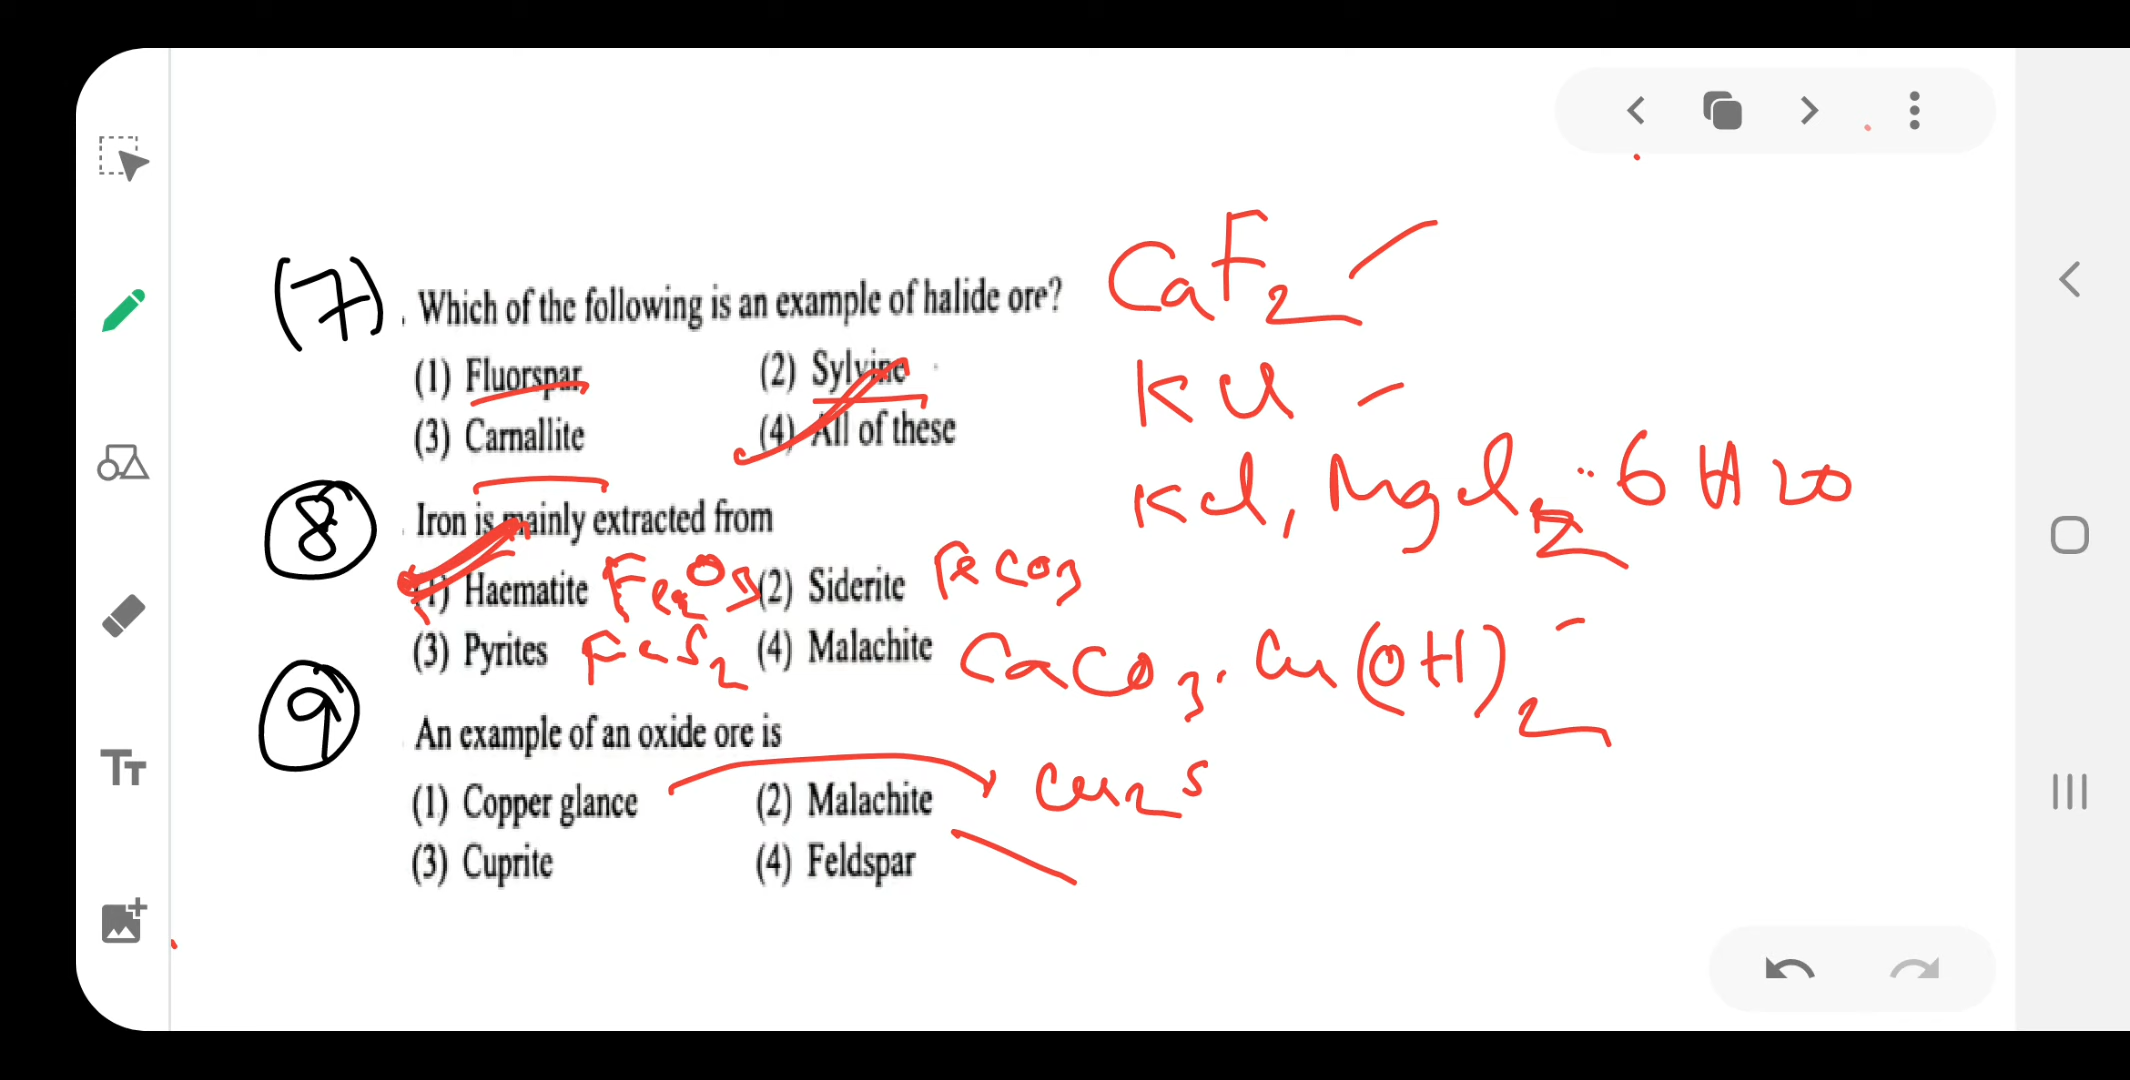 (7) . Which of the following is an example of halide ore? CaF2
(1) Fluorspar (2) Sylvine KCl
(3) Carnallite (4) All of these KCl, MgCl2 . 6H2O
8 . Iron is mainly extracted from
(1) Haematite Fe2O3 (2) Siderite FeCO3
(3) Pyrites FeS2 (4) Malachite CaCO3. Cu(OH)2
9 An example of an oxide ore is
(1) Copper glance (2) Malachite Cu2S
(3) Cuprite (4) Feldspar
TT